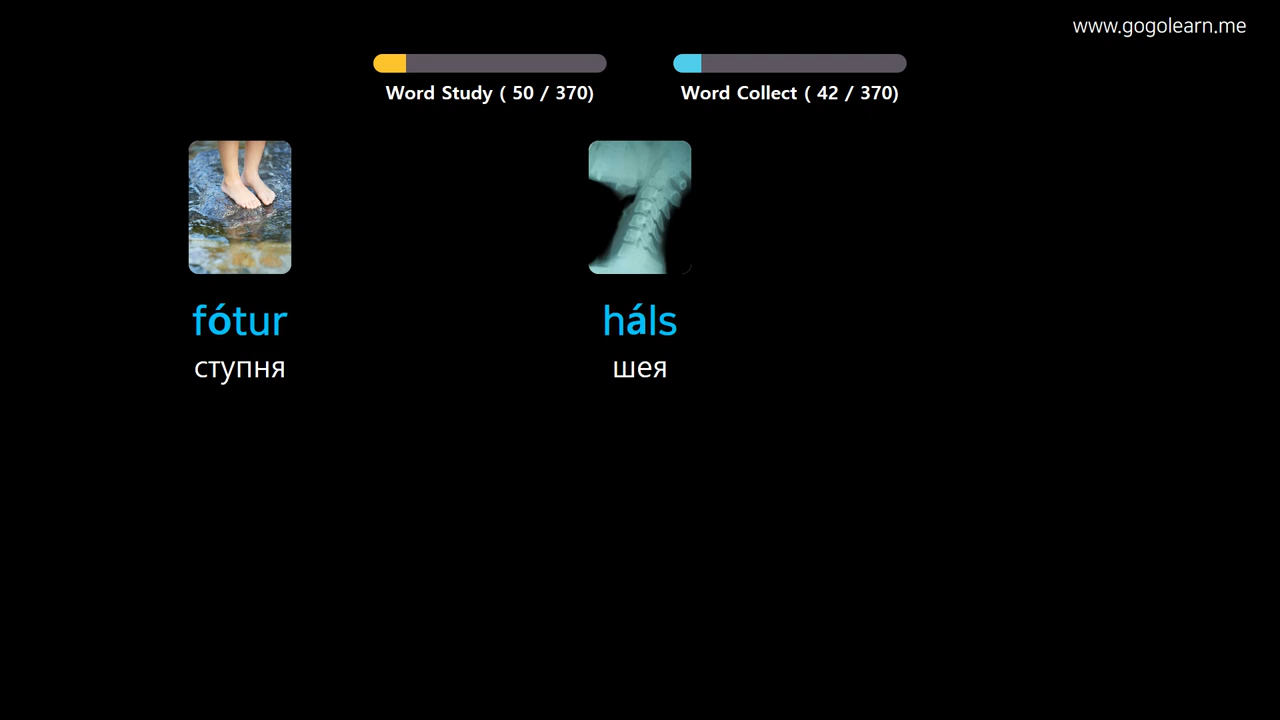 www.gogolearn.me
Word Study ( 50 / 370)
Word Collect ( 42 / 370)
fótur
ступня
háls
шея